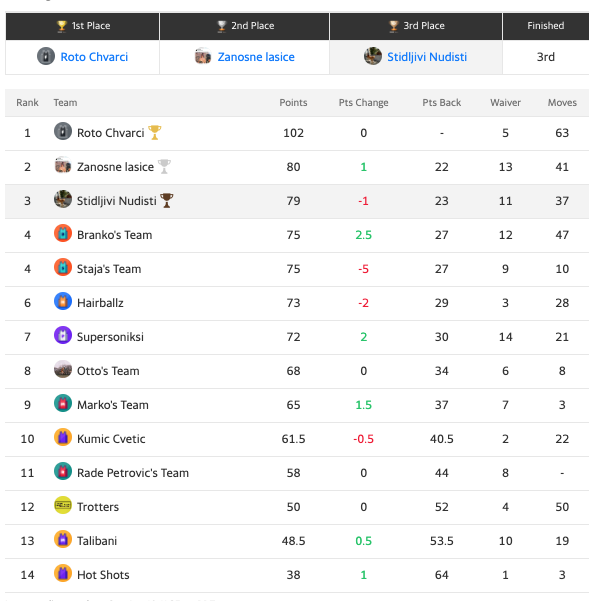 1st Place 2nd Place 3rd Place Finished
Roto Chvarci Zanosne lasice Stidljivi Nudisti 3rd
Rank Team Points Pts Change Pts Back Waiver Moves
1 Roto Chvarci 102 0 - 5 63
2 Zanosne lasice 80 1 22 13 41
3 Stidljivi Nudisti 79 -1 23 11 37
4 Branko's Team 75 2.5 27 12 47
4 Staja's Team 75 -5 27 9 10
6 Hairballz 73 -2 29 3 28
7 Supersoniksi 72 2 30 14 21
8 Otto's Team 68 0 34 6 8
9 Marko's Team 65 1.5 37 7 3
10 Kumic Cvetic 61.5 -0.5 40.5 2 22
11 Rade Petrovic's Team 58 0 44 8 -
12 Trotters 50 0 52 4 50
13 Talibani 48.5 0.5 53.5 10 19
14 Hot Shots 38 1 64 1 3